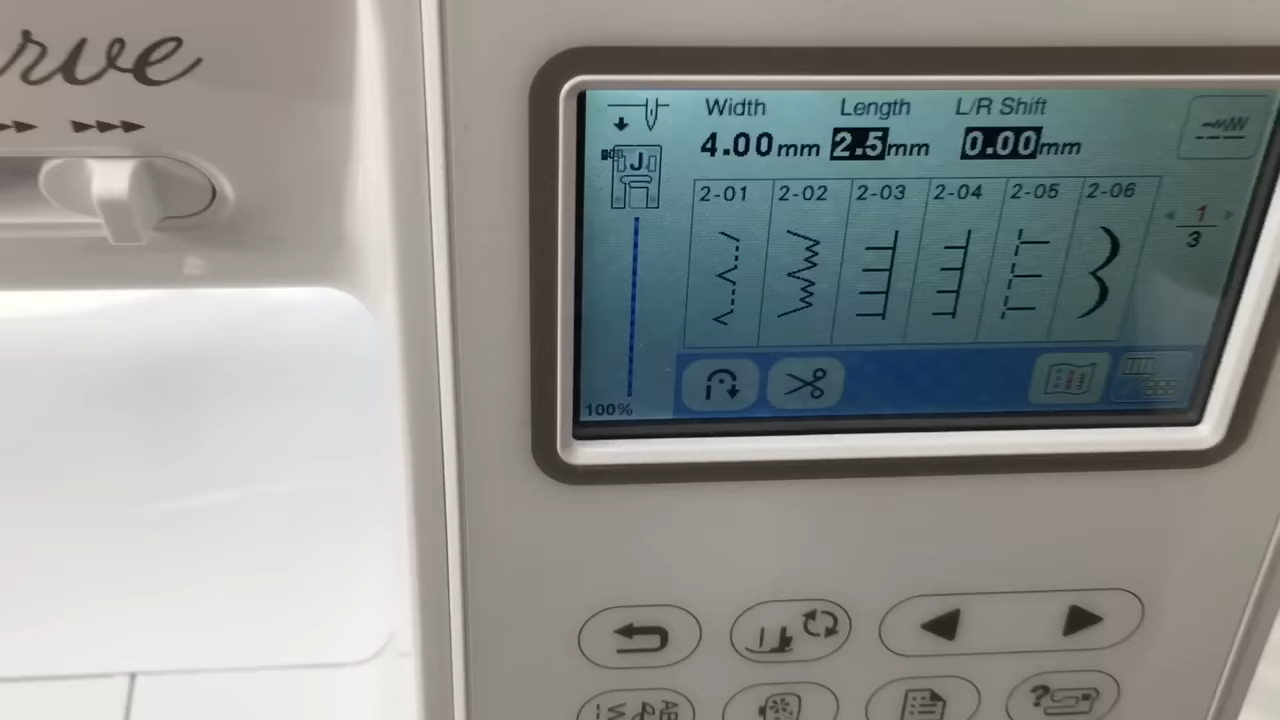 rve
Width Length L/R Shift
4.00mm 2.5mm 0.00mm
J
2-01 2-02 2-03 2-04 2-05 2-06
1
3
100%
?